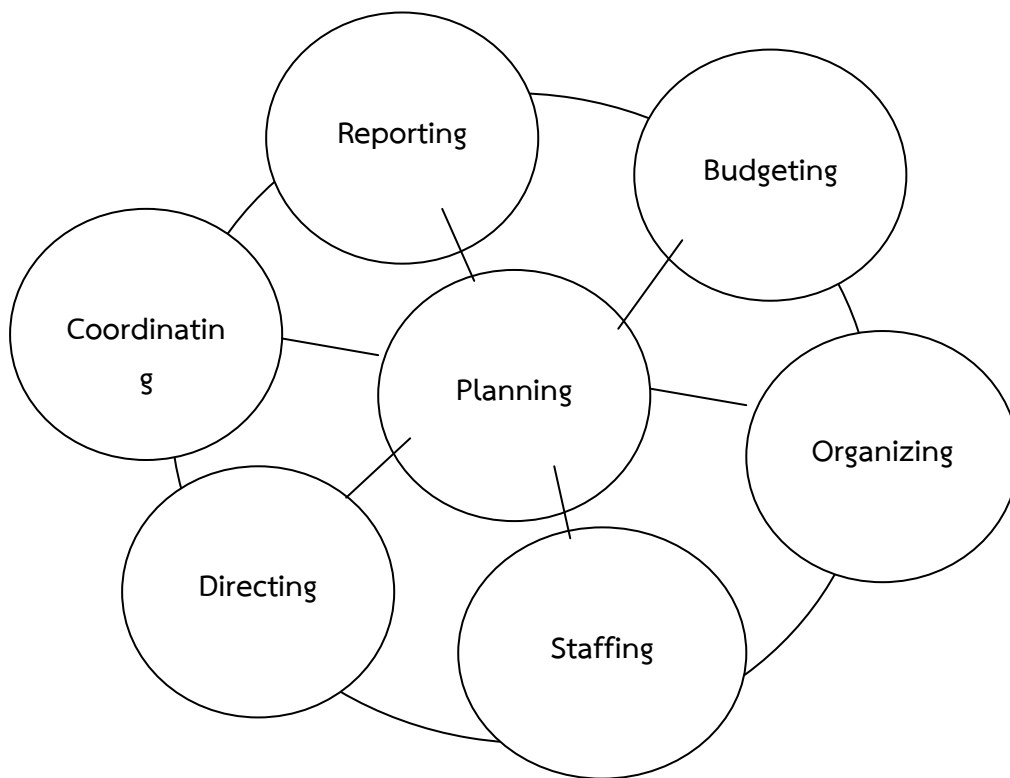 Reporting
Budgeting
Coordinatin
g
Planning
Organizing
Directing
Staffing